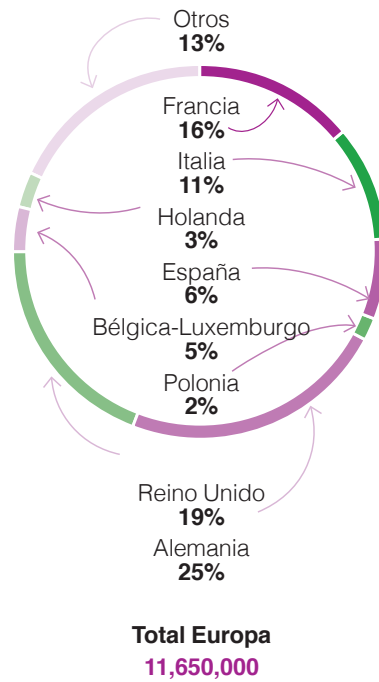 Otros
13%
Francia
16%
Italia
11%
Holanda
3%
España
6%
Bélgica-Luxemburgo
5%
Polonia
2%
Reino Unido
19%
Alemania
25%
Total Europa
11,650,000